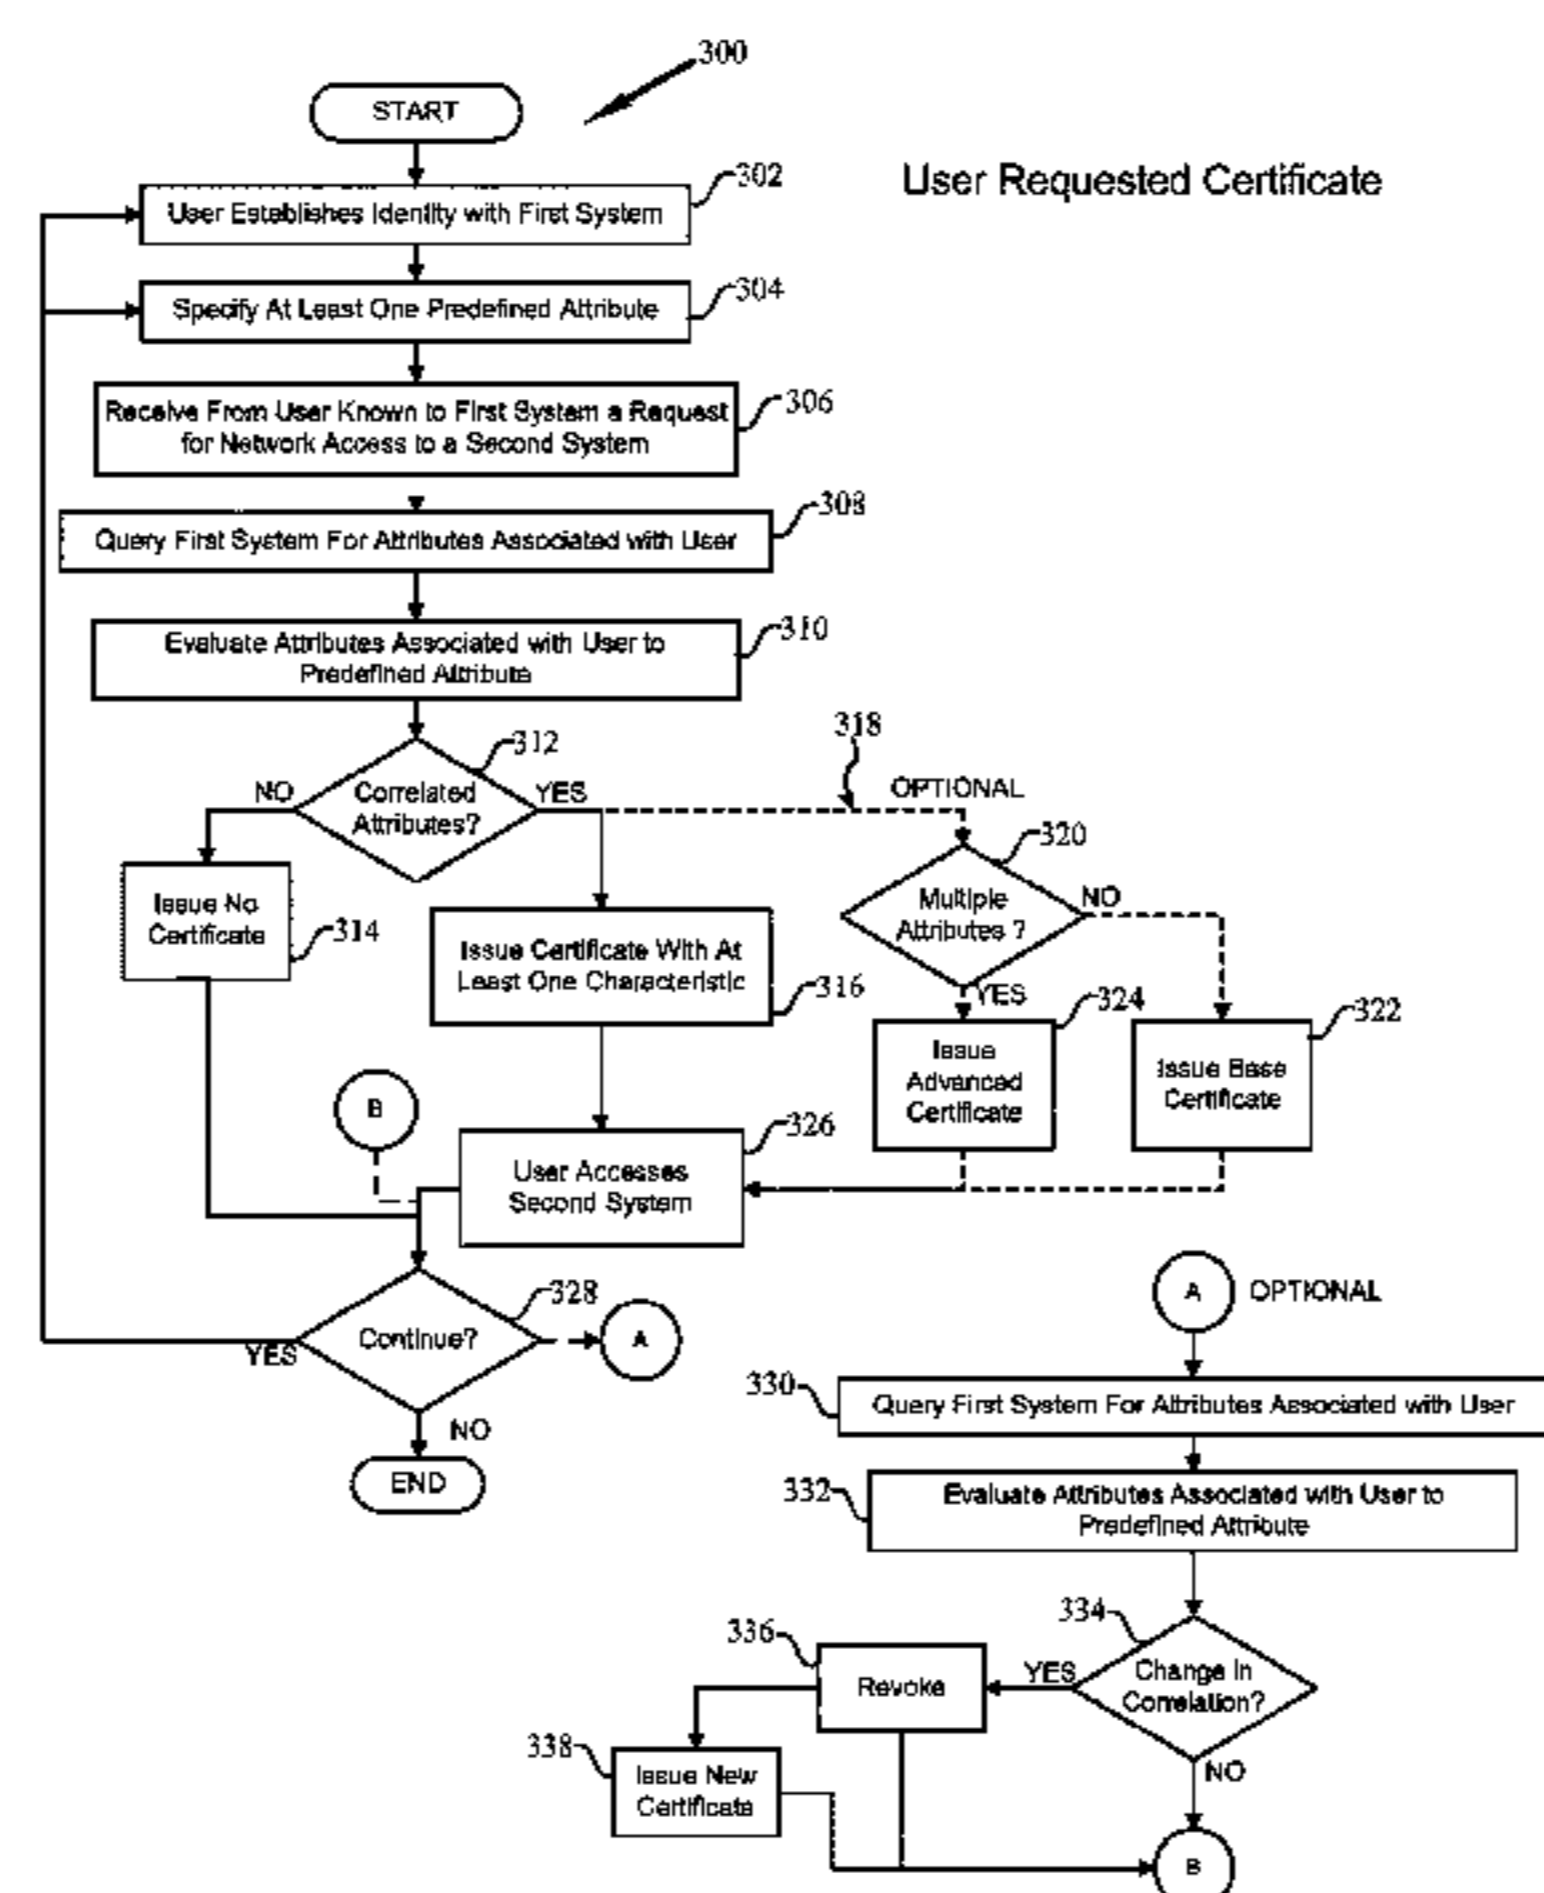 300
START
User Requested Certificate
302
User Establishes Identity with First System
304
Specify At Least One Predefined Attribute
306
Receive From User Known to First System a Request
for Network Access to a Second System
308
Query First System For Attributes Associated with User
310
Evaluate Attributes Associated with User to
Predefined Attribute
312
318
NO
Correlated
Attributes?
YES
OPTIONAL
320
Multiple
Attributes ?
NO
YES
Issue No
Certificate
314
Issue Certificate With At
Least One Characteristic
316
324
322
Issue
Advanced
Certificate
Issue Base
Certificate
B
326
User Accesses
Second System
328
Continue?
YES
A
NO
END
A
OPTIONAL
330
Query First System For Attributes Associated with User
332
Evaluate Attributes Associated with User to
Predefined Attribute
334
Change In
Correlation?
YES
336
Revoke
338
Issue New
Certificate
NO
B